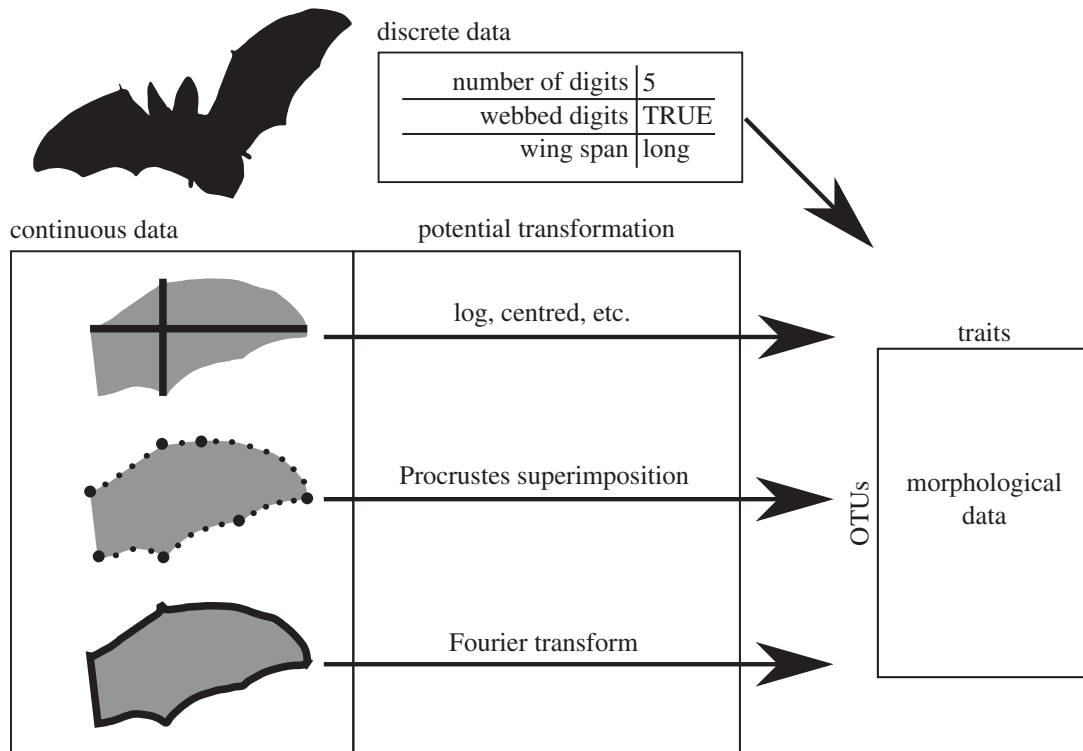 discrete data
number of digits 5
webbed digits TRUE
wing span long
continuous data
potential transformation
log, centred, etc.
Procrustes superimposition
Fourier transform
traits
OTUs
morphological
data